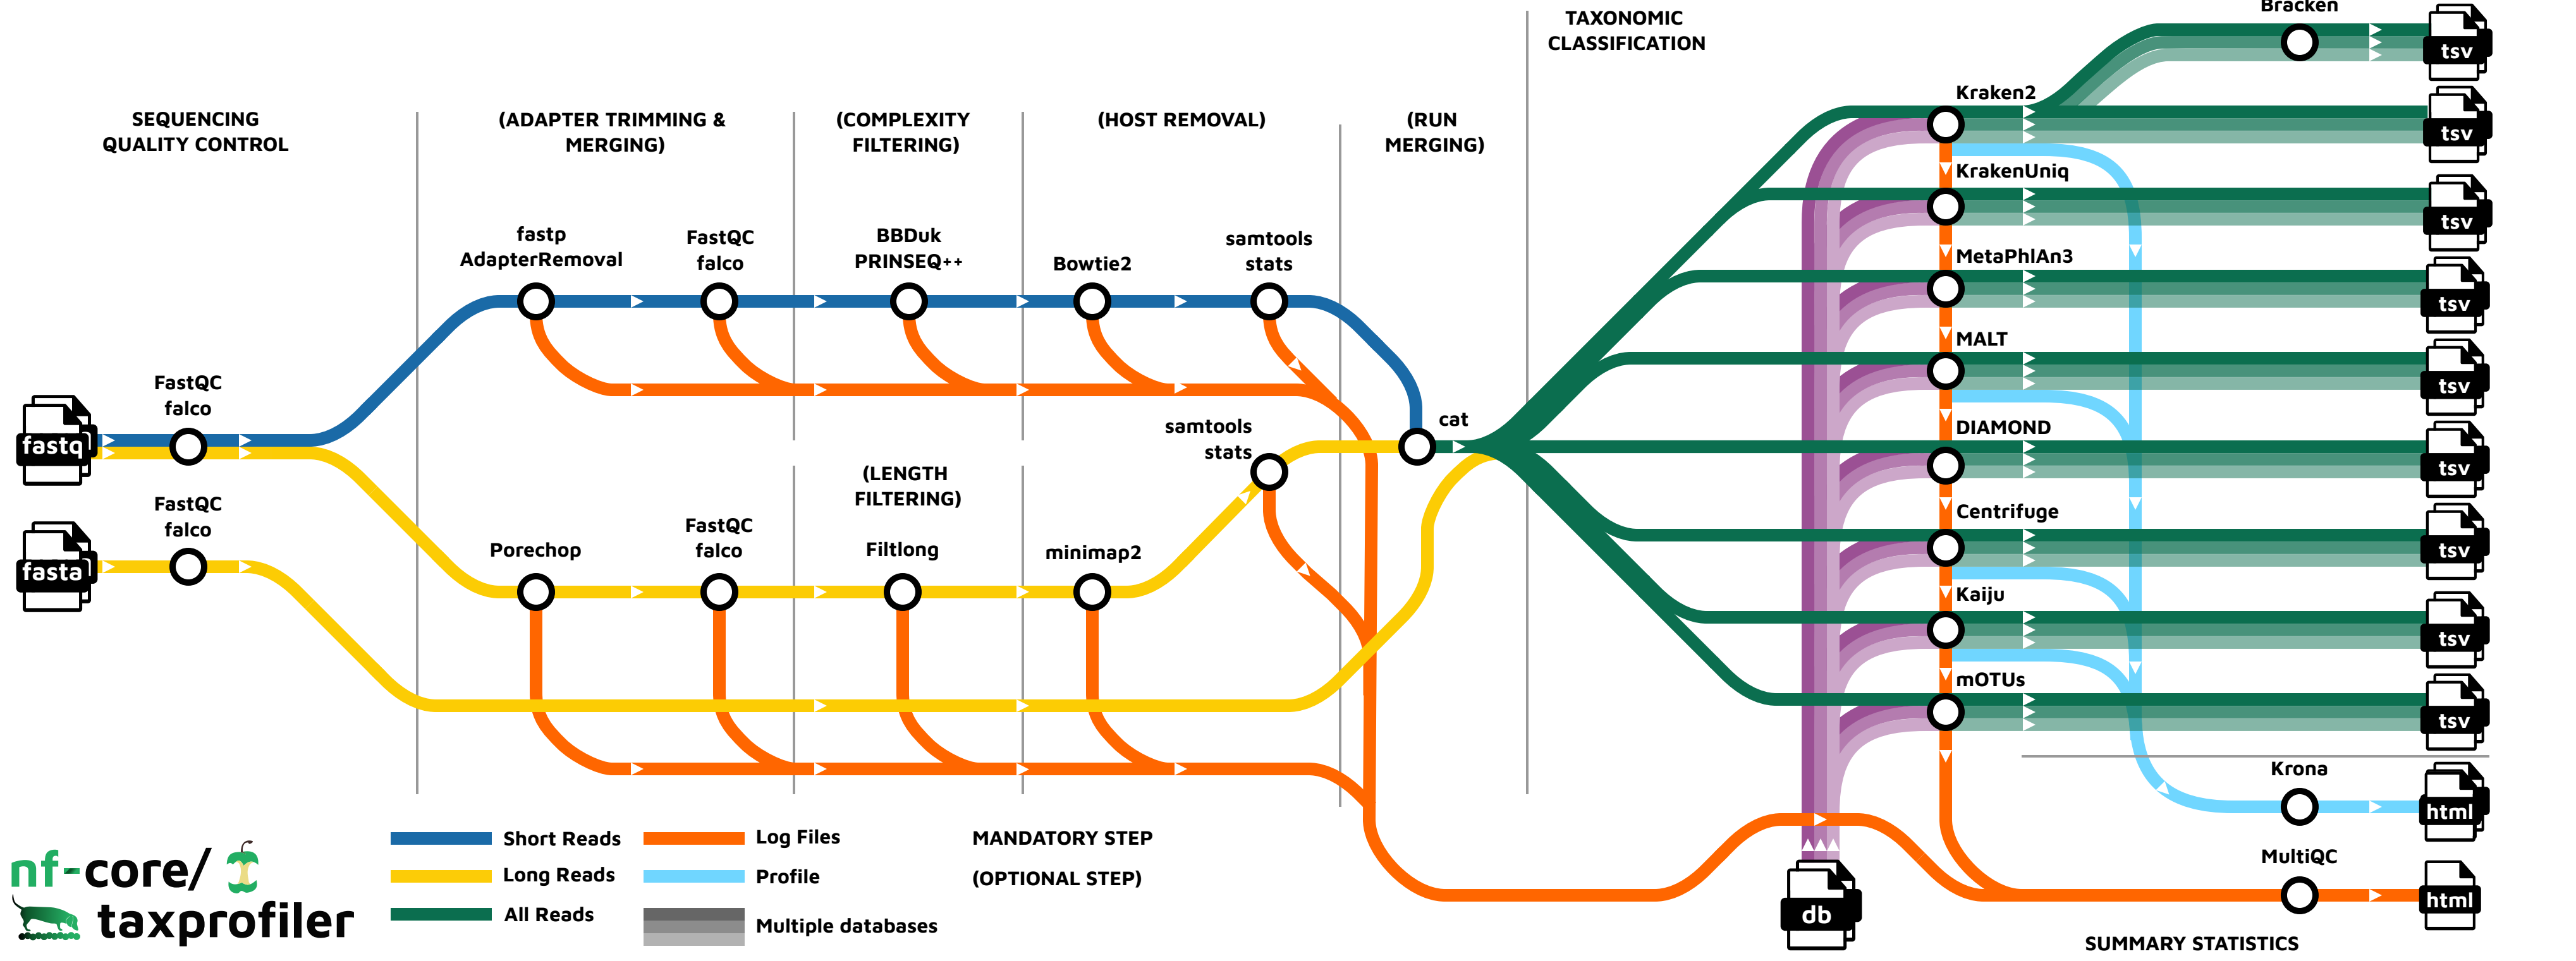 SEQUENCING
QUALITY CONTROL
(ADAPTER TRIMMING &
MERGING)
(COMPLEXITY
FILTERING)
(HOST REMOVAL)
(RUN
MERGING)
TAXONOMIC
CLASSIFICATION
fastq
FastQC
falco
fasta
FastQC
falco
fastp
AdapterRemoval
FastQC
falco
BBDuk
PRINSEQ++
Bowtie2
samtools
stats
(LENGTH
FILTERING)
Porechop
FastQC
falco
Filtlong
minimap2
samtools
stats
cat
Bracken
tsv
Kraken2
tsv
KrakenUniq
tsv
MetaPhlAn3
tsv
MALT
tsv
DIAMOND
tsv
Centrifuge
tsv
Kaiju
tsv
mOTUs
tsv
Krona
html
MultiQC
html
db
SUMMARY STATISTICS
nf-core/
taxprofiler
Short Reads
Long Reads
All Reads
Log Files
Profile
Multiple databases
MANDATORY STEP
(OPTIONAL STEP)